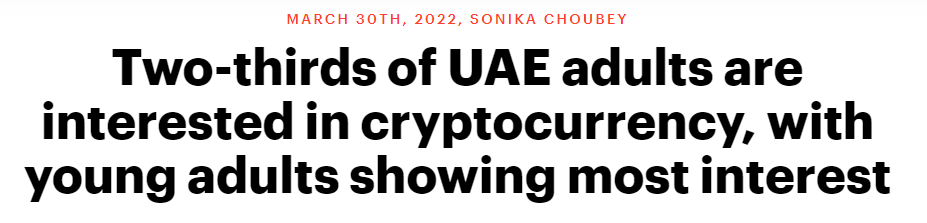 MARCH 30TH, 2022, SONIKA CHOUBEY
Two-thirds of UAE adults are
interested in cryptocurrency, with
young adults showing most interest